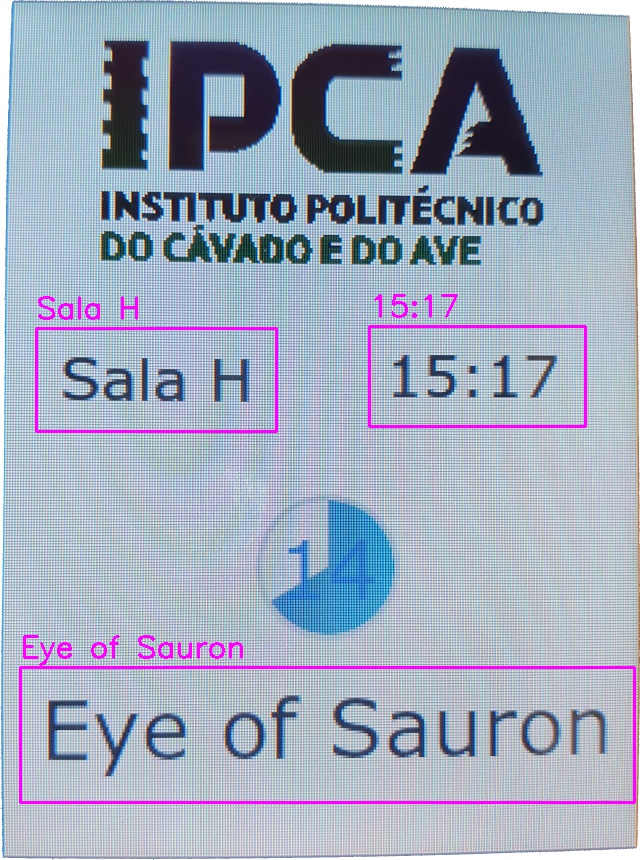 IPCA
INSTITUTO POLITÉCNICO
DO CÁVADO E DO AVE
Sala H 15:17
Sala H 15:17
14
Eye of Sauron
Eye of Sauron